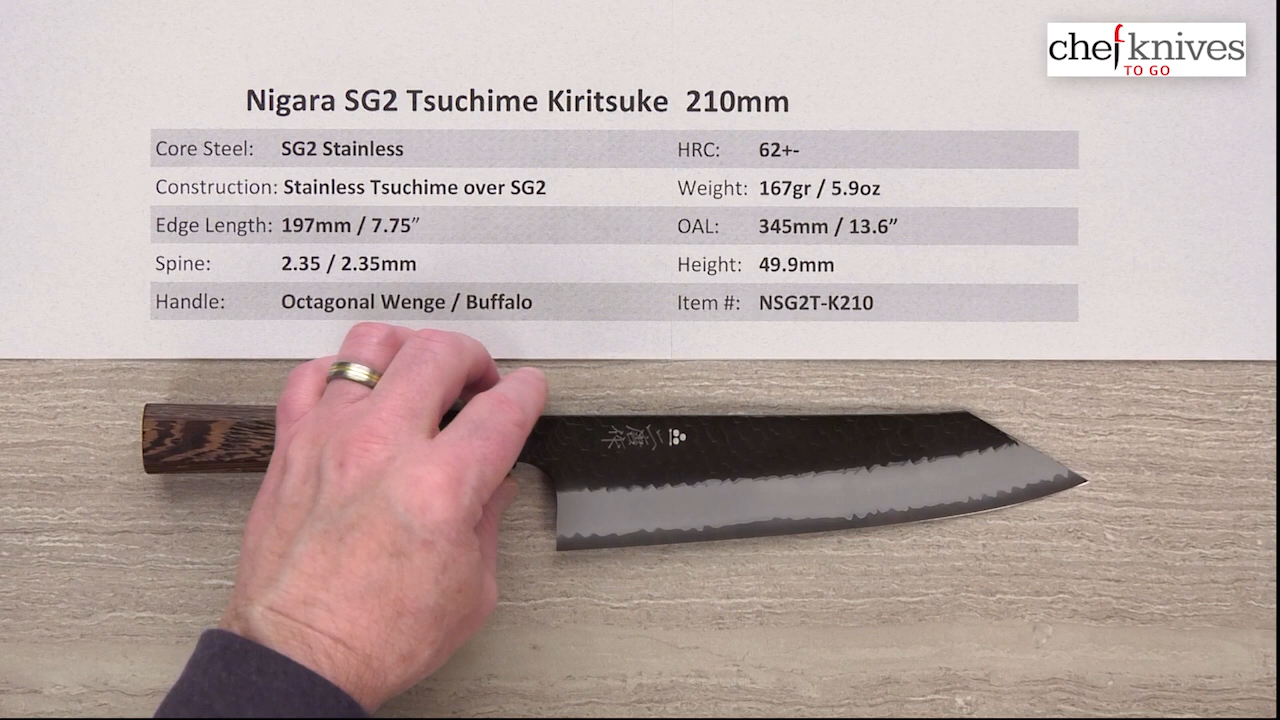 chefknives
TO GO
Nigara SG2 Tsuchime Kiritsuke 210mm
Core Steel: SG2 Stainless HRC: 62+-
Construction: Stainless Tsuchime over SG2 Weight: 167gr / 5.9oz
Edge Length: 197mm / 7.75” OAL: 345mm / 13.6”
Spine: 2.35 / 2.35mm Height: 49.9mm
Handle: Octagonal Wenge / Buffalo Item #: NSG2T-K210